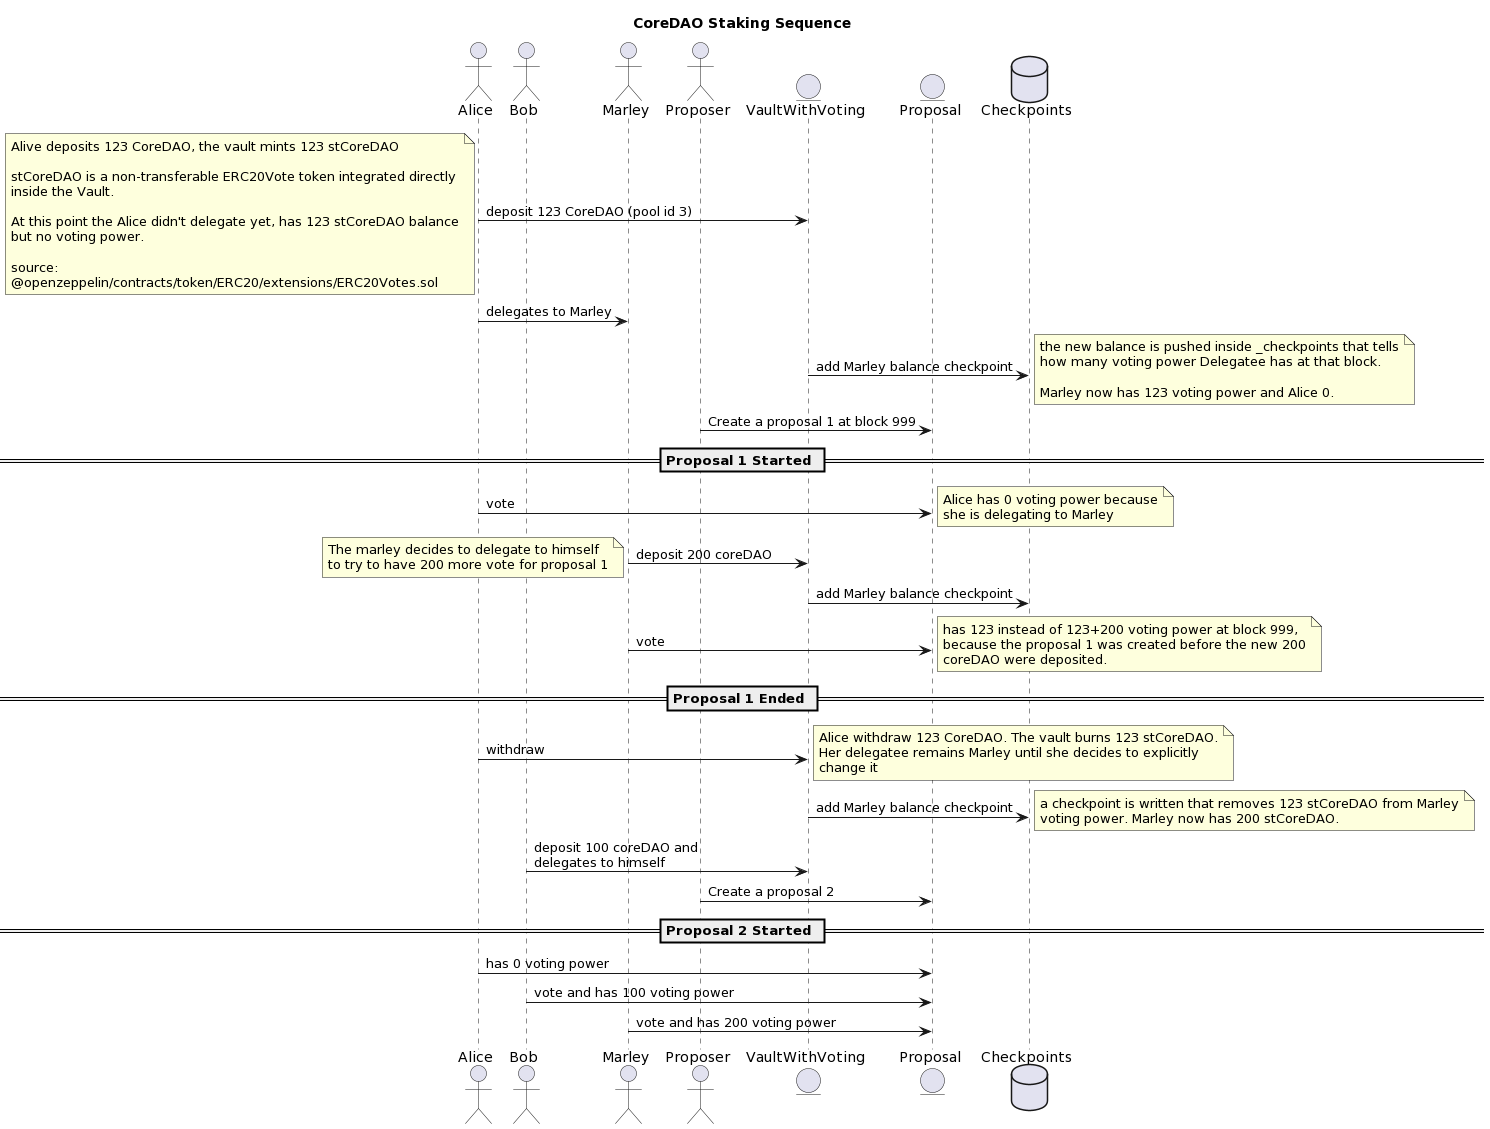 CoreDAO Staking Sequence
Alice
Bob
Marley
Proposer
VaultWithVoting
Proposal
Checkpoints
Alive deposits 123 CoreDAO, the vault mints 123 stCoreDAO
stCoreDAO is a non-transferable ERC20Vote token integrated directly
inside the Vault.
At this point the Alice didn't delegate yet, has 123 stCoreDAO balance
but no voting power.
source:
@openzeppelin/contracts/token/ERC20/extensions/ERC20Votes.sol
deposit 123 CoreDAO (pool id 3)
delegates to Marley
add Marley balance checkpoint
the new balance is pushed inside _checkpoints that tells
how many voting power Delegatee has at that block.
Marley now has 123 voting power and Alice 0.
Create a proposal 1 at block 999
Proposal 1 Started
vote
Alice has 0 voting power because
she is delegating to Marley
The marley decides to delegate to himself
to try to have 200 more vote for proposal 1
deposit 200 coreDAO
add Marley balance checkpoint
vote
has 123 instead of 123+200 voting power at block 999,
because the proposal 1 was created before the new 200
coreDAO were deposited.
Proposal 1 Ended
withdraw
Alice withdraw 123 CoreDAO. The vault burns 123 stCoreDAO.
Her delegatee remains Marley until she decides to explicitly
change it
add Marley balance checkpoint
a checkpoint is written that removes 123 stCoreDAO from Marley
voting power. Marley now has 200 stCoreDAO.
deposit 100 coreDAO and
delegates to himself
Create a proposal 2
Proposal 2 Started
has 0 voting power
vote and has 100 voting power
vote and has 200 voting power
Alice
Bob
Marley
Proposer
VaultWithVoting
Proposal
Checkpoints